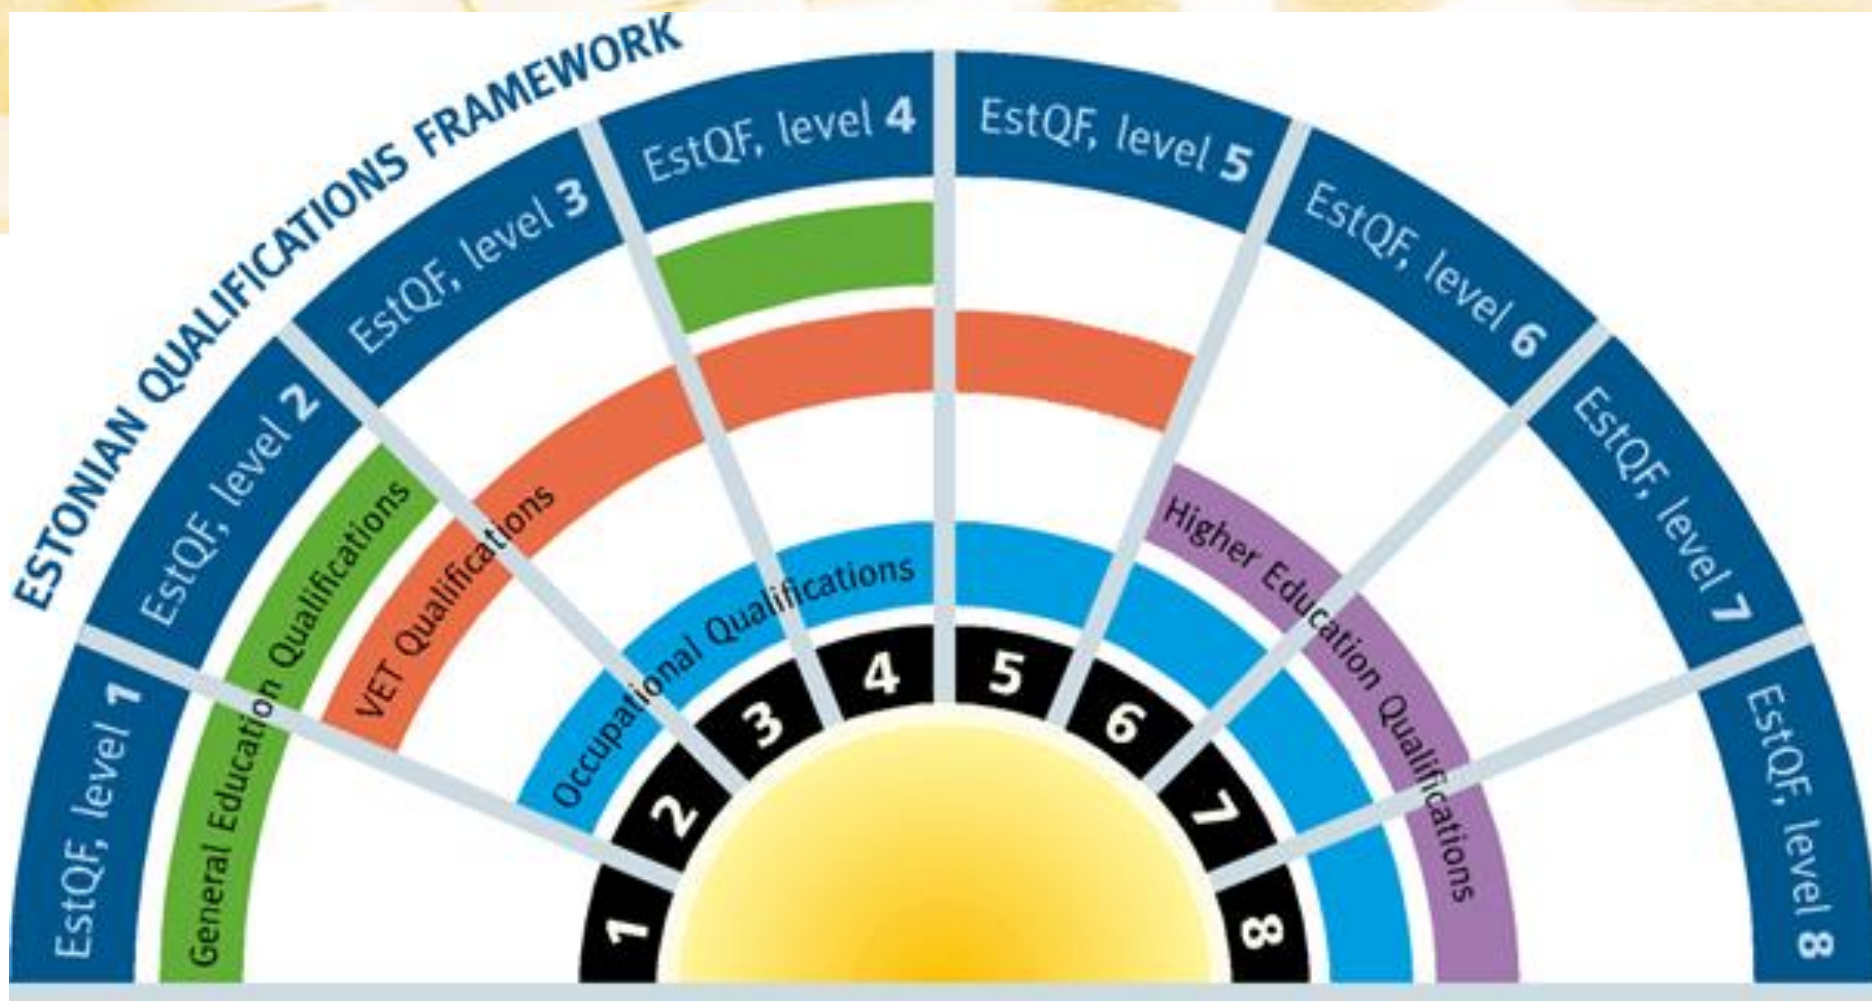 ESTONIAN QUALIFICATIONS FRAMEWORK
EstQF, level 1
EstQF, level 2
EstQF, level 3
EstQF, level 4
EstQF, level 5
EstQF, level 6
EstQF, level 7
EstQF, level 8
General Education Qualifications
VET Qualifications
Occupational Qualifications
Higher Education Qualifications
1
2
3
4
5
6
7
8